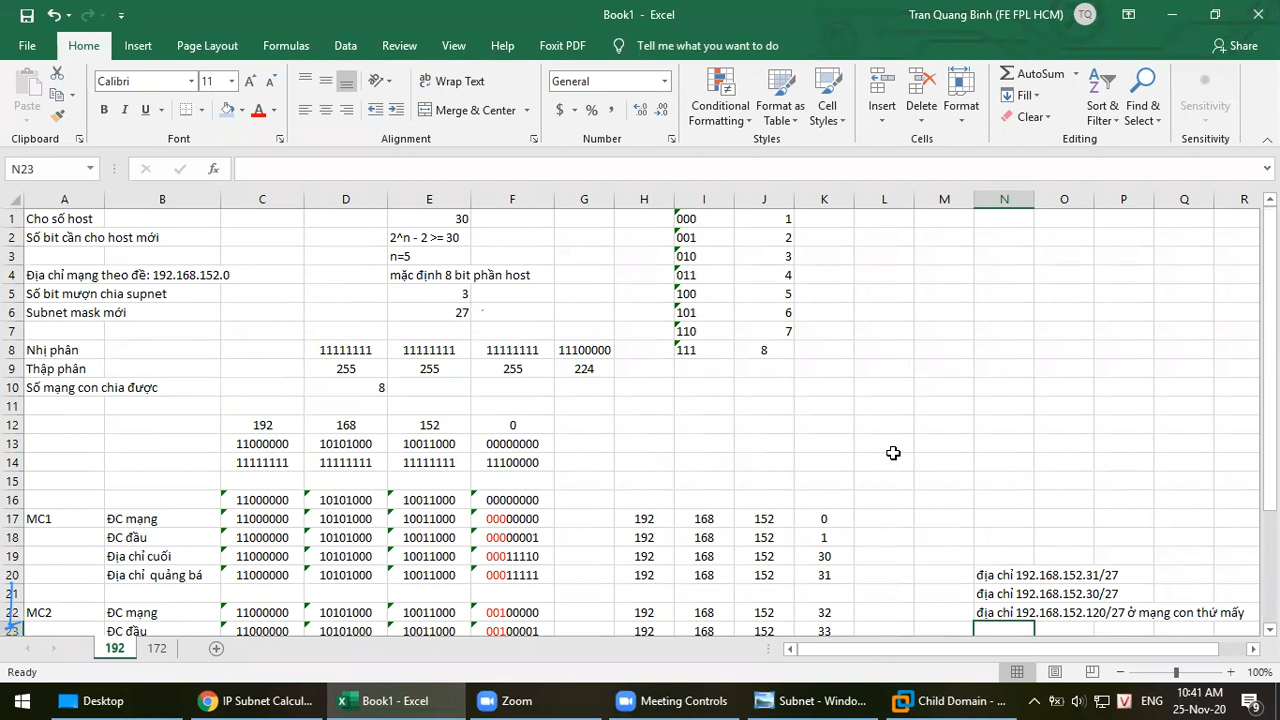 Book1 - Excel
Tran Quang Binh (FE FPL HCM) TQ
File Home Insert Page Layout Formulas Data Review View Help Foxit PDF Tell me what you want to do Share
Paste
Calibri 11
B I U
Wrap Text
Merge & Center
General
$ % ,
Conditional Formatting
Format as Table
Cell Styles
Insert Delete Format
AutoSum
Fill
Clear
Sort & Filter
Find & Select
Sensitivity
Clipboard Font Alignment Number Styles Cells Editing Sensitivity
N23 fx
A B C D E F G H I J K L M N O P Q R
1 Cho số host 30 000 1
2 Số bit cần cho host mới 2^n - 2 >= 30 001 2
3 n=5 010 3
4 Địa chỉ mạng theo đề: 192.168.152.0 mặc định 8 bit phần host 011 4
5 Số bit mượn chia supnet 3 100 5
6 Subnet mask mới 27 101 6
7 110 7
8 Nhị phân 11111111 11111111 11111111 11100000 111 8
9 Thập phân 255 255 255 224
10 Số mạng con chia được 8
11
12 192 168 152 0
13 11000000 10101000 10011000 00000000
14 11111111 11111111 11111111 11100000
15
16 11000000 10101000 10011000 00000000
17 MC1 ĐC mạng 11000000 10101000 10011000 00000000 192 168 152 0
18 ĐC đầu 11000000 10101000 10011000 00000001 192 168 152 1
19 Địa chỉ cuối 11000000 10101000 10011000 00011110 192 168 152 30
20 Địa chỉ quảng bá 11000000 10101000 10011000 00011111 192 168 152 31 địa chỉ 192.168.152.31/27
21 địa chỉ 192.168.152.30/27
22 MC2 ĐC mạng 11000000 10101000 10011000 00100000 192 168 152 32 địa chỉ 192.168.152.120/27 ở mạng con thứ mấy
23 ĐC đầu 11000000 10101000 10011000 00100001 192 168 152 33
192 172
Ready 100%
Desktop IP Subnet Calcul... Book1 - Excel Zoom Meeting Controls Subnet - Windo... Child Domain - ... V ENG 10:41 AM
25-Nov-20 9